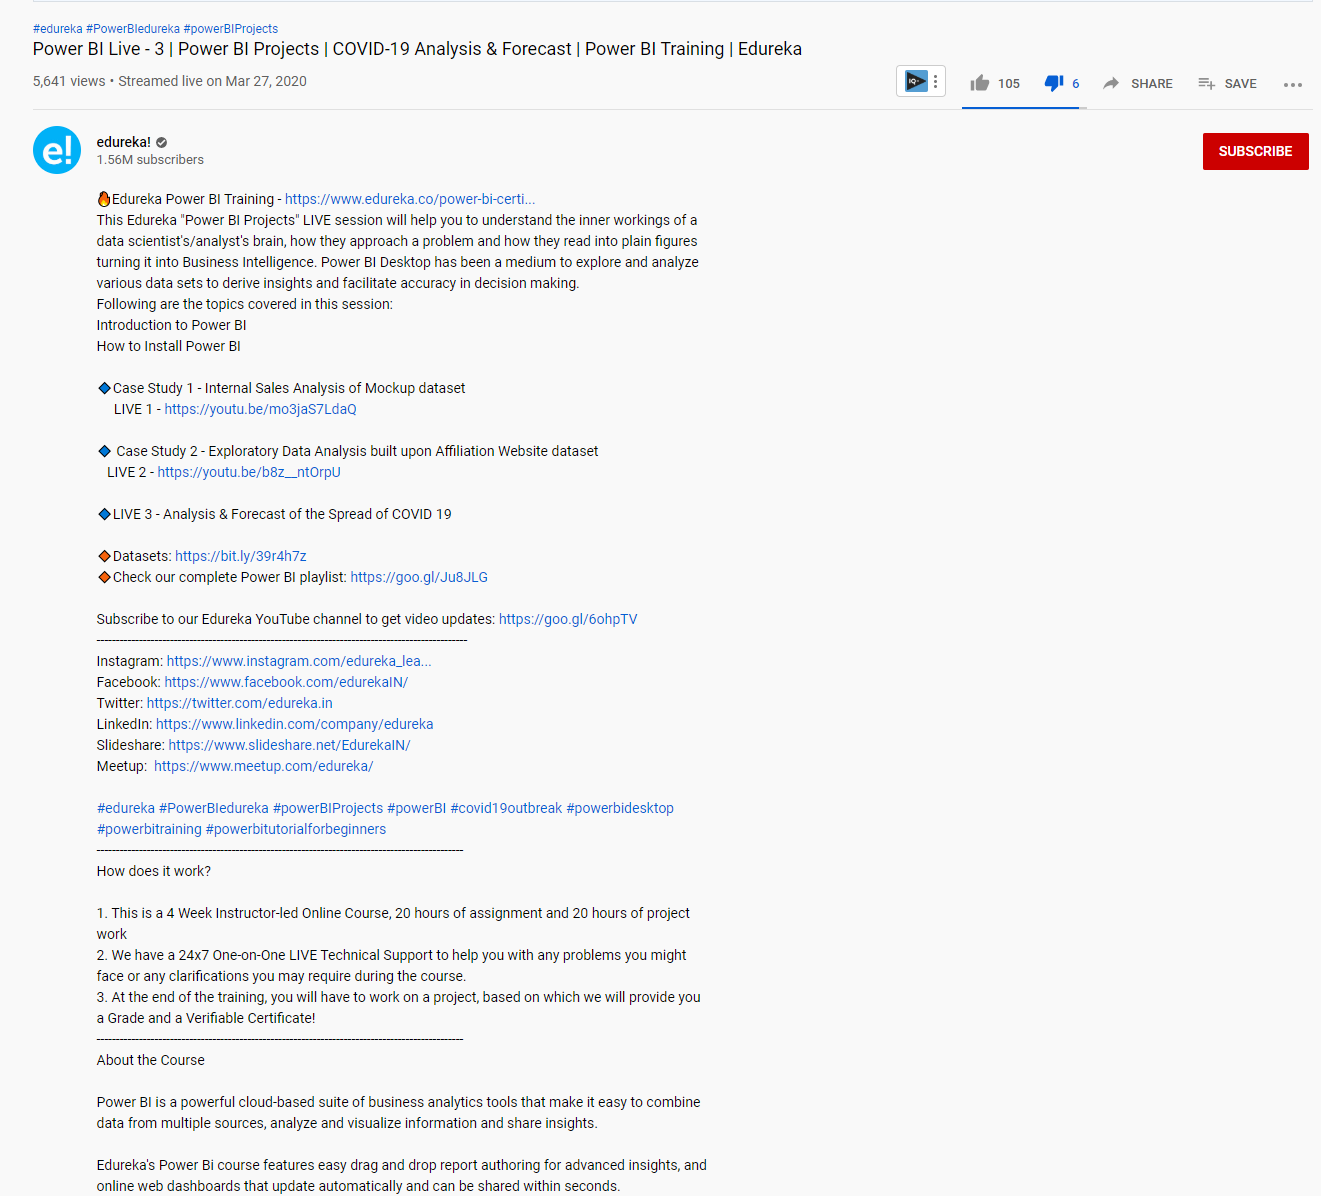 #edureka #PowerBIedureka #powerBIProjects
Power BI Live - 3 | Power BI Projects | COVID-19 Analysis & Forecast | Power BI Training | Edureka
5,641 views • Streamed live on Mar 27, 2020
IQ
105
6
SHARE
SAVE
e!
edureka!
1.56M subscribers
SUBSCRIBE
🔥Edureka Power BI Training - https://www.edureka.co/power-bi-certi...
This Edureka "Power BI Projects" LIVE session will help you to understand the inner workings of a
data scientist's/analyst's brain, how they approach a problem and how they read into plain figures
turning it into Business Intelligence. Power BI Desktop has been a medium to explore and analyze
various data sets to derive insights and facilitate accuracy in decision making.
Following are the topics covered in this session:
Introduction to Power BI
How to Install Power BI
🔷Case Study 1 - Internal Sales Analysis of Mockup dataset
LIVE 1 - https://youtu.be/mo3jaS7LdaQ
🔷 Case Study 2 - Exploratory Data Analysis built upon Affiliation Website dataset
LIVE 2 - https://youtu.be/b8z__ntOrpU
🔷LIVE 3 - Analysis & Forecast of the Spread of COVID 19
🔶Datasets: https://bit.ly/39r4h7z
🔶Check our complete Power BI playlist: https://goo.gl/Ju8JLG
Subscribe to our Edureka YouTube channel to get video updates: https://goo.gl/6ohpTV
---------------------------------------------------------------------------------------------
Instagram: https://www.instagram.com/edureka_lea...
Facebook: https://www.facebook.com/edurekaIN/
Twitter: https://twitter.com/edureka.in
LinkedIn: https://www.linkedin.com/company/edureka
Slideshare: https://www.slideshare.net/EdurekaIN/
Meetup:  https://www.meetup.com/edureka/
#edureka #PowerBIedureka #powerBIProjects #powerBI #covid19outbreak #powerbidesktop
#powerbitraining #powerbitutorialforbeginners
--------------------------------------------------------------------------------------------
How does it work?
1. This is a 4 Week Instructor-led Online Course, 20 hours of assignment and 20 hours of project
work
2. We have a 24x7 One-on-One LIVE Technical Support to help you with any problems you might
face or any clarifications you may require during the course.
3. At the end of the training, you will have to work on a project, based on which we will provide you
a Grade and a Verifiable Certificate!
--------------------------------------------------------------------------------------------
About the Course
Power BI is a powerful cloud-based suite of business analytics tools that make it easy to combine
data from multiple sources, analyze and visualize information and share insights.
Edureka's Power Bi course features easy drag and drop report authoring for advanced insights, and
online web dashboards that update automatically and can be shared within seconds.